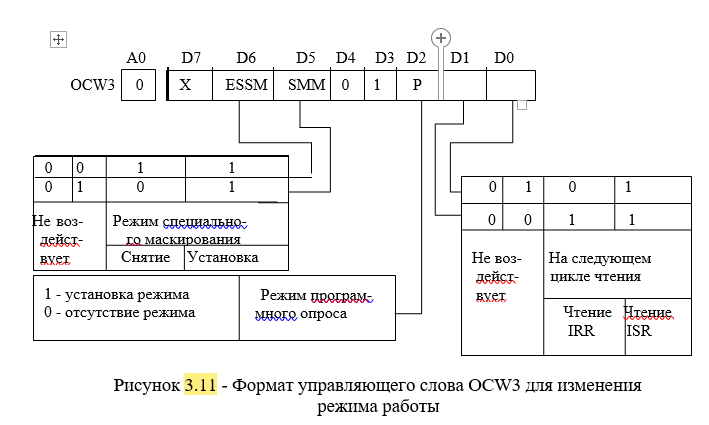 A0 D7 D6 D5 D4 D3 D2 D1 D0
OCW3 0 X ESSM SMM 0 1 P
0 0 1 1
0 1 0 1
Не воз-
дейст-
вует
Режим специально-
го маскирования
Снятие Установка
1 - установка режима
0 - отсутствие режима
Режим програм-
много опроса
0 1 0 1
0 0 1 1
Не воз-
дейст-
вует
На следующем
цикле чтения
Чтение
IRR
Чтение
ISR
Рисунок 3.11 - Формат управляющего слова OCW3 для изменения
режима работы